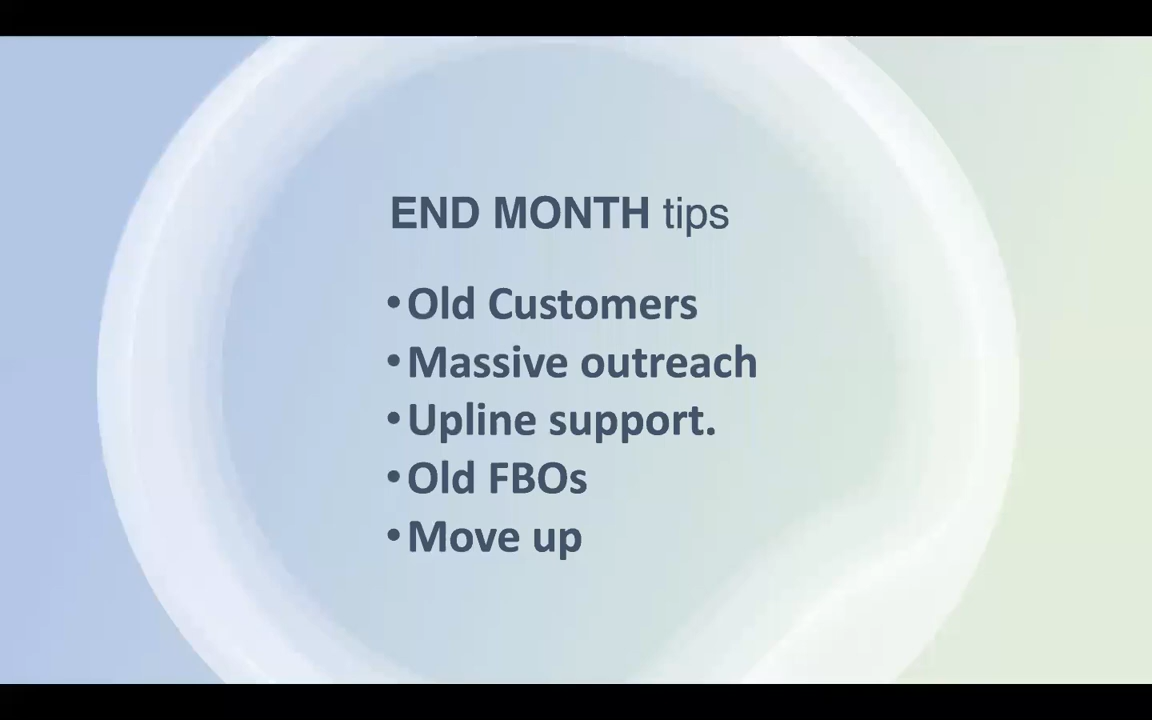 END MONTH tips
• Old Customers
• Massive outreach
• Upline support.
• Old FBOs
• Move up